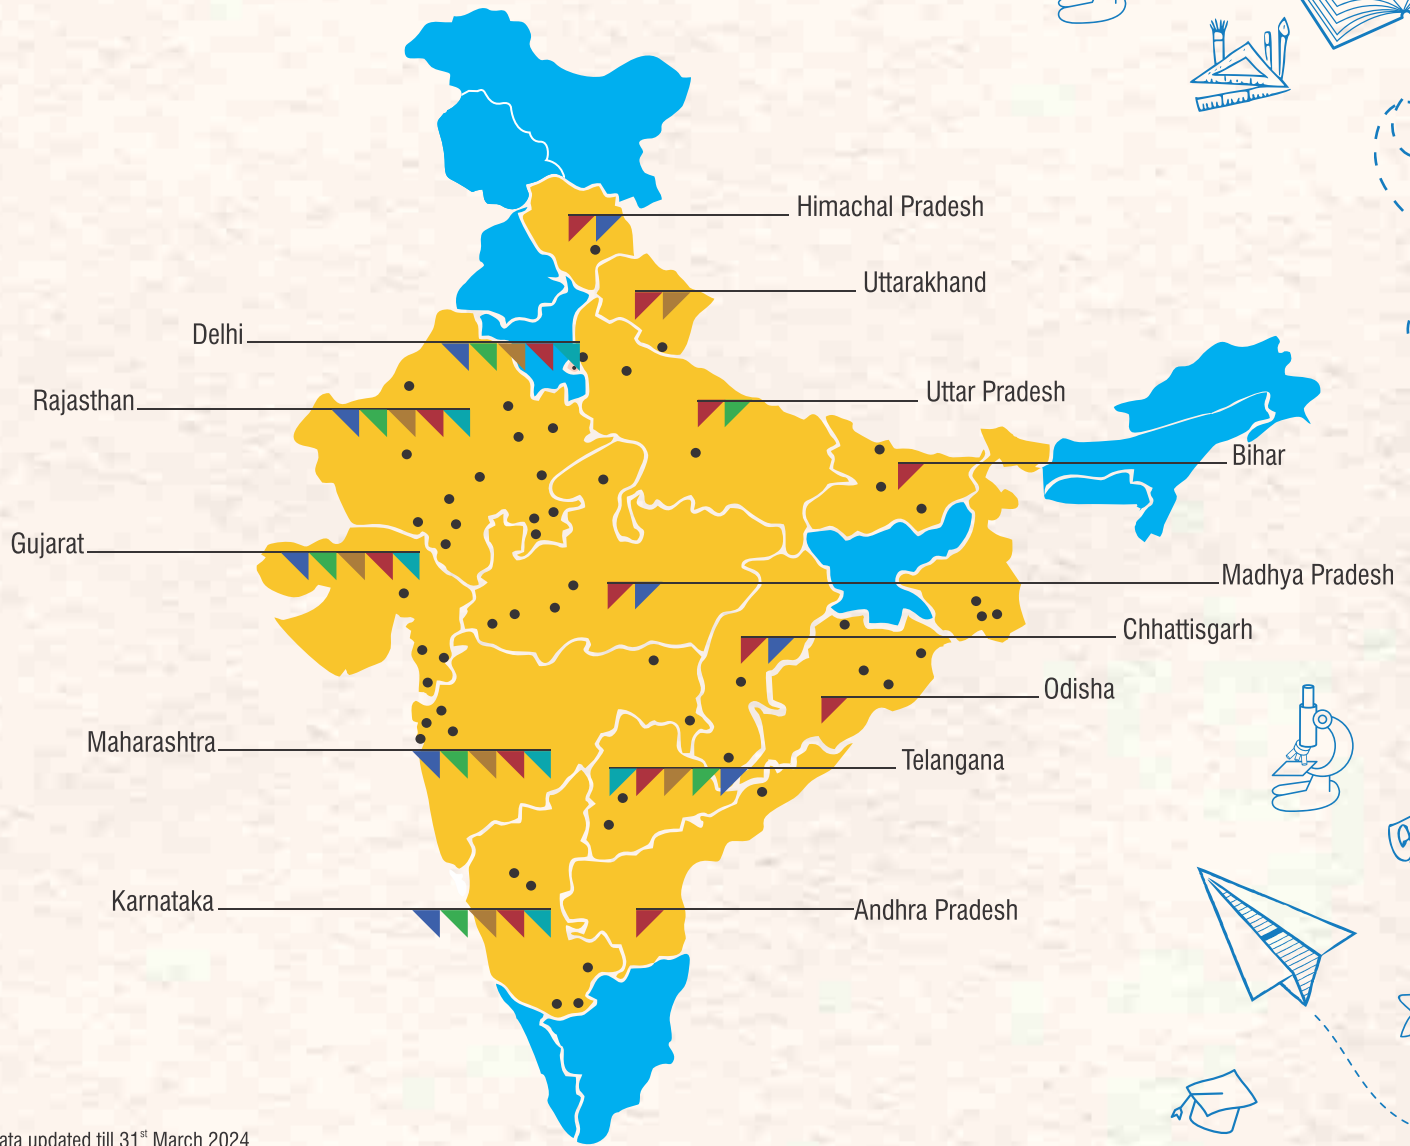 Himachal Pradesh
Uttarakhand
Delhi
Uttar Pradesh
Rajasthan
Bihar
Gujarat
Madhya Pradesh
Chhattisgarh
Odisha
Maharashtra
Telangana
Karnataka
Andhra Pradesh
ata updated till 31st March 2024